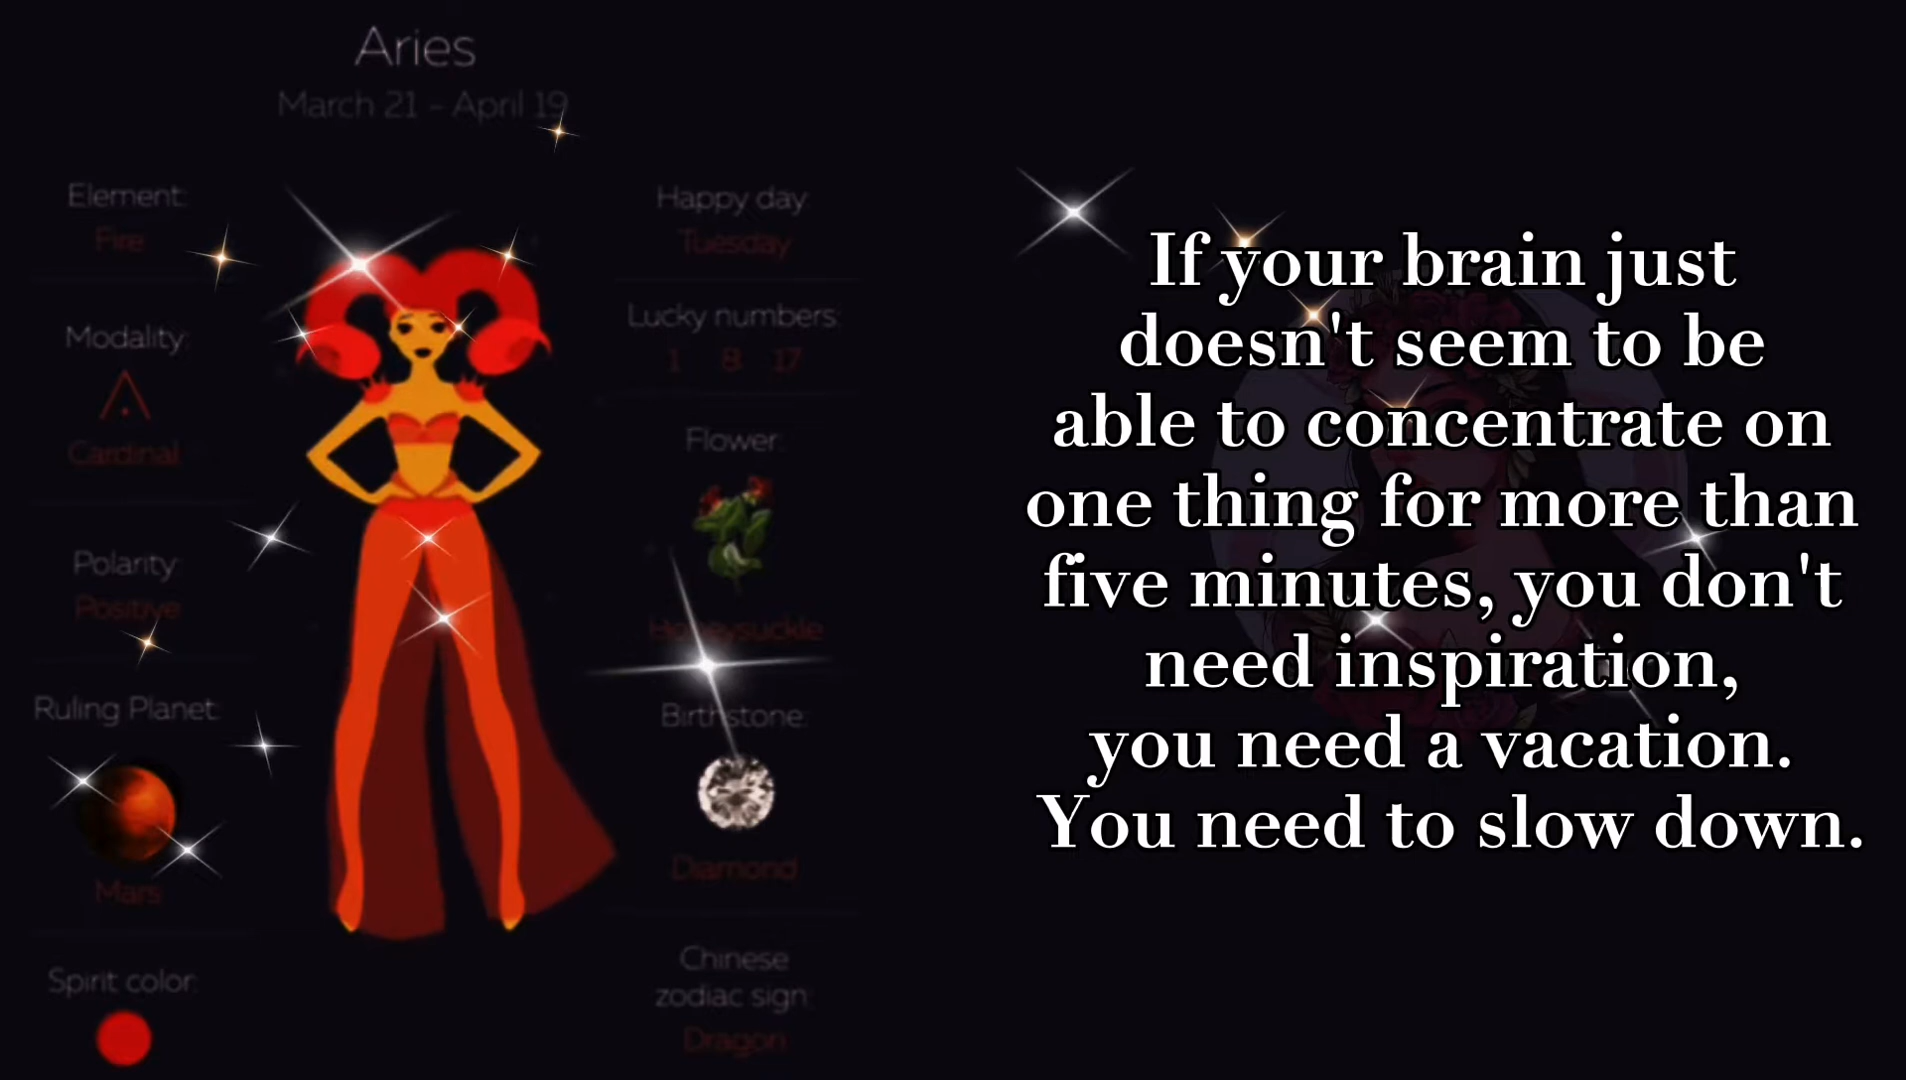 Aries
March 21 - April 19
Element:
Fire
Modality:
Cardinal
Polarity:
Positive
Ruling Planet:
Mars
Spirit color:
Happy day:
Tuesday
Lucky numbers:
1 8 17
Flower:
Honeysuckle
Birthstone:
Diamond
Chinese
zodiac sign:
Dragon
If your brain just
doesn't seem to be
able to concentrate on
one thing for more than
five minutes, you don't
need inspiration,
you need a vacation.
You need to slow down.